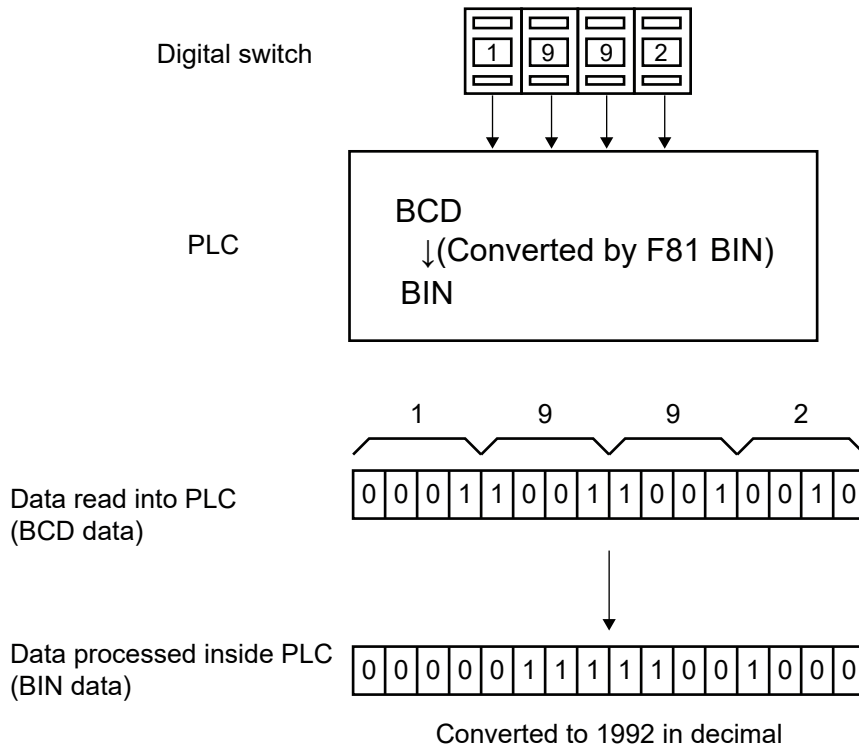 Digital switch
1 9 9 2
PLC
BCD
↓(Converted by F81 BIN)
BIN
1 9 9 2
Data read into PLC
(BCD data)
0 0 0 1 1 0 0 1 1 0 0 1 0 0 1 0
Data processed inside PLC
(BIN data)
0 0 0 0 0 1 1 1 1 1 0 0 1 0 0 0
Converted to 1992 in decimal